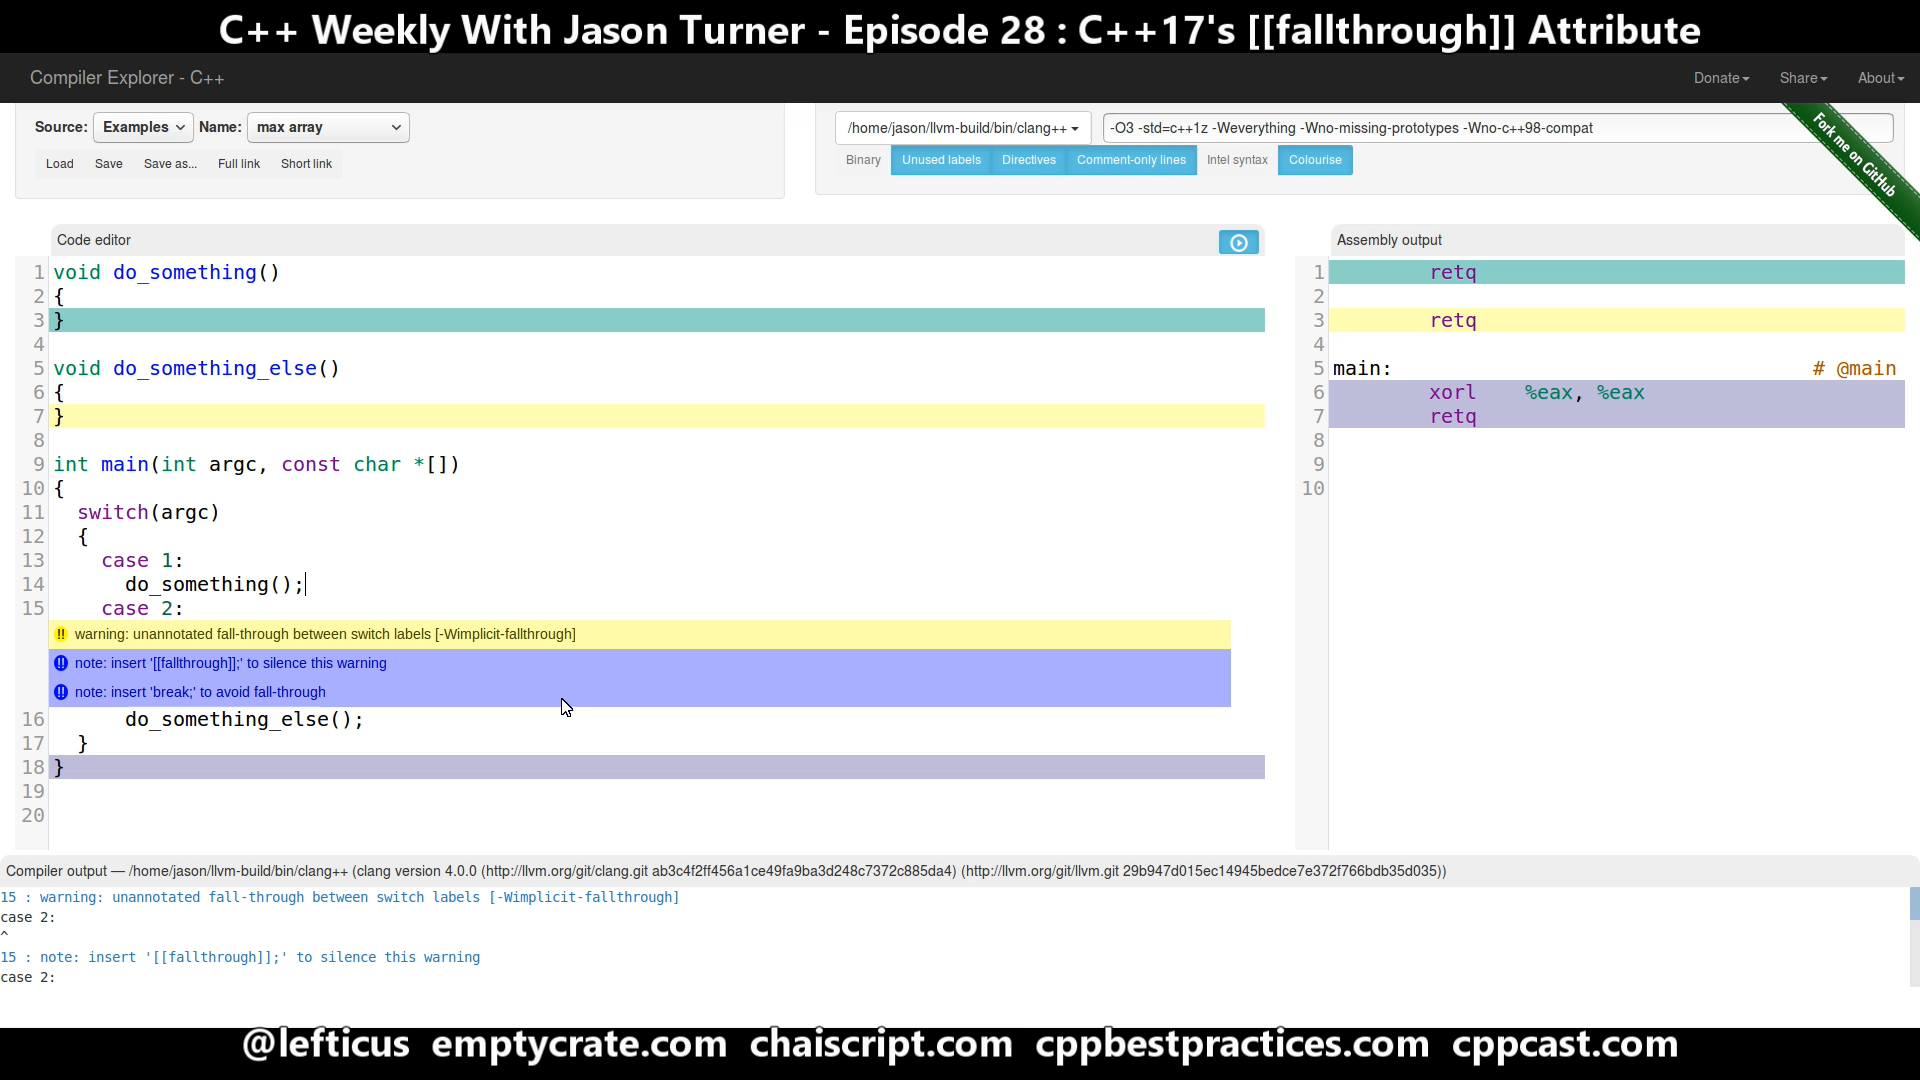 C++ Weekly With Jason Turner - Episode 28 : C++17's [[fallthrough]] Attribute
Compiler Explorer - C++
Donate
Share
About
Source: Examples Name: max array
Load Save Save as... Full link Short link
/home/jason/llvm-build/bin/clang++
-O3 -std=c++1z -Weverything -Wno-missing-prototypes -Wno-c++98-compat
Binary Unused labels Directives Comment-only lines Intel syntax Colourise
Fork me on GitHub
Code editor
1 void do_something()
2 {
3 }
4
5 void do_something_else()
6 {
7 }
8
9 int main(int argc, const char *[])
10 {
11 switch(argc)
12 {
13 case 1:
14 do_something();
15 case 2:
!! warning: unannotated fall-through between switch labels [-Wimplicit-fallthrough]
!! note: insert '[[fallthrough]];' to silence this warning
!! note: insert 'break;' to avoid fall-through
16 do_something_else();
17 }
18 }
19
20
Assembly output
1 retq
2
3 retq
4
5 main: # @main
6 xorl %eax, %eax
7 retq
8
9
10
Compiler output — /home/jason/llvm-build/bin/clang++ (clang version 4.0.0 (http://llvm.org/git/clang.git ab3c4f2ff456a1ce49fa9ba3d248c7372c885da4) (http://llvm.org/git/llvm.git 29b947d015ec14945bedce7e372f766bdb35d035))
15 : warning: unannotated fall-through between switch labels [-Wimplicit-fallthrough]
case 2:
^
15 : note: insert '[[fallthrough]];' to silence this warning
case 2:
@lefticus emptycrate.com chaiscript.com cppbestpractices.com cppcast.com